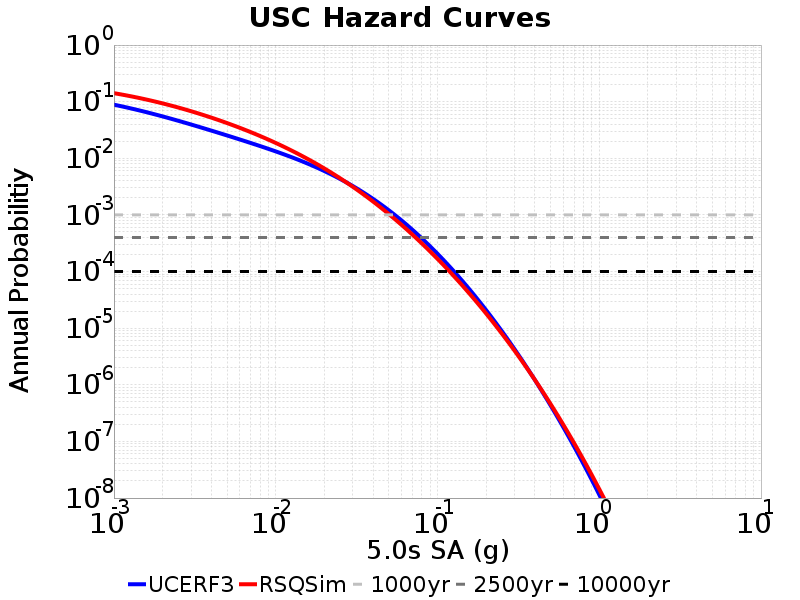 USC Hazard Curves
10^0
10^-1
10^-2
10^-3
10^-4
10^-5
10^-6
10^-7
10^-8
Annual Probabilitiy
10^-3 10^-2 10^-1 10^0 10^1
5.0s SA (g)
UCERF3 RSQSim 1000yr 2500yr 10000yr